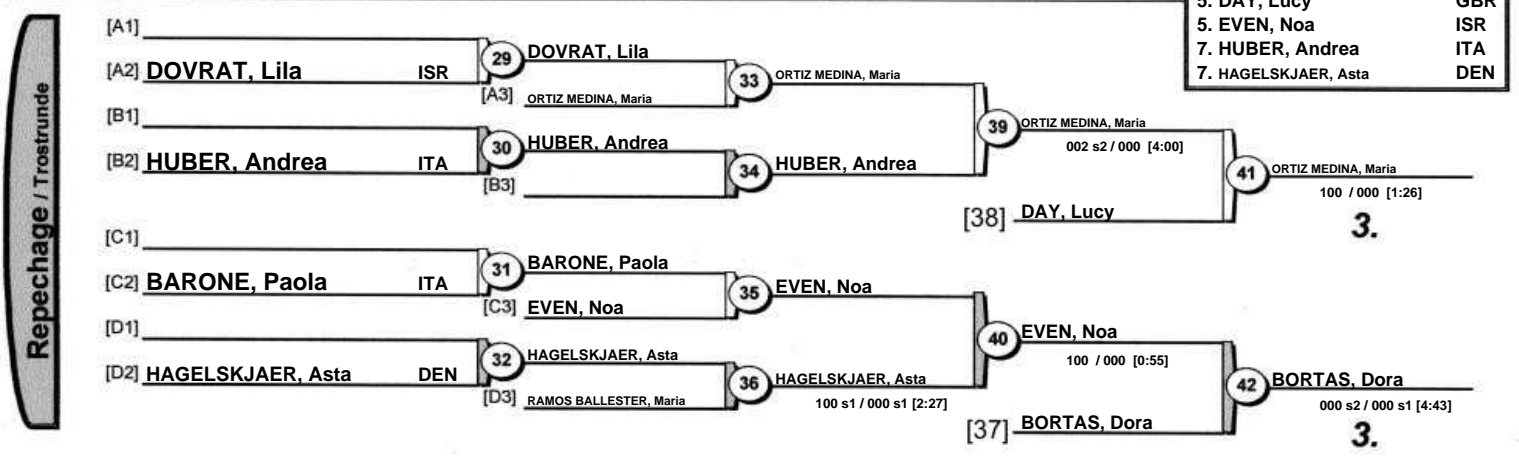 5. DAY, Lucy GBR
5. EVEN, Noa ISR
7. HUBER, Andrea ITA
7. HAGELSKJAER, Asta DEN
Repechage / Trostrunde
[A1]
[A2] DOVRAT, Lila ISR
29
DOVRAT, Lila
[A3] ORTIZ MEDINA, Maria
33
ORTIZ MEDINA, Maria
[B1]
[B2] HUBER, Andrea ITA
30
HUBER, Andrea
[B3]
34
HUBER, Andrea
39
ORTIZ MEDINA, Maria
002 s2 / 000 [4:00]
[38] DAY, Lucy
41
ORTIZ MEDINA, Maria
100 / 000 [1:26]
3.
[C1]
[C2] BARONE, Paola ITA
31
BARONE, Paola
[C3] EVEN, Noa
35
EVEN, Noa
[D1]
[D2] HAGELSKJAER, Asta DEN
32
HAGELSKJAER, Asta
[D3] RAMOS BALLESTER, Maria
36
HAGELSKJAER, Asta
100 s1 / 000 s1 [2:27]
40
EVEN, Noa
100 / 000 [0:55]
[37] BORTAS, Dora
42
BORTAS, Dora
000 s2 / 000 s1 [4:43]
3.